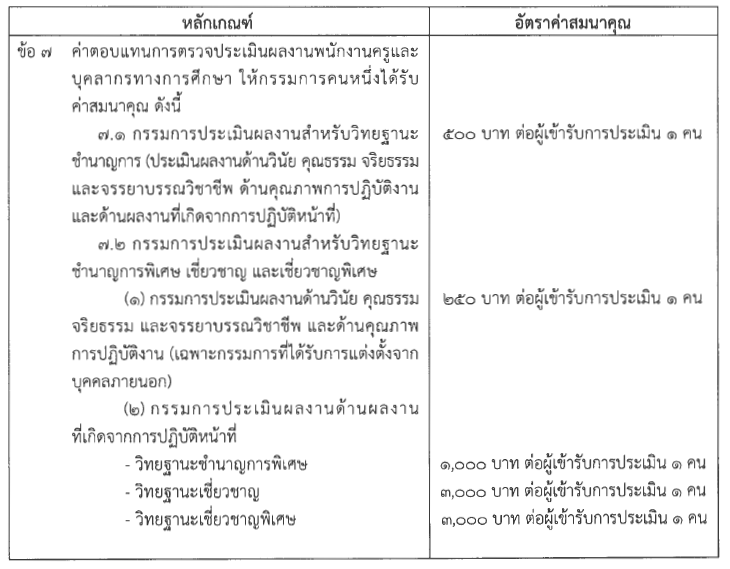 หลักเกณฑ์ อัตราค่าสมนาคุณ
ข้อ ๗ ค่าตอบแทนการตรวจประเมินผลงานพนักงานครูและ
บุคลากรทางการศึกษา ให้กรรมการคนหนึ่งได้รับ
ค่าสมนาคุณ ดังนี้
๗.๑ กรรมการประเมินผลงานสำหรับวิทยฐานะ ๕๐๐ บาท ต่อผู้เข้ารับการประเมิน ๑ คน
ชำนาญการ (ประเมินผลงานด้านวินัย คุณธรรม จริยธรรม
และจรรยาบรรณวิชาชีพ ด้านคุณภาพการปฏิบัติงาน
และด้านผลงานที่เกิดจากการปฏิบัติหน้าที่)
๗.๒ กรรมการประเมินผลงานสำหรับวิทยฐานะ
ชำนาญการพิเศษ เชี่ยวชาญ และเชี่ยวชาญพิเศษ
(๑) กรรมการประเมินผลงานด้านวินัย คุณธรรม ๒๕๐ บาท ต่อผู้เข้ารับการประเมิน ๑ คน
จริยธรรม และจรรยาบรรณวิชาชีพ และด้านคุณภาพ
การปฏิบัติงาน (เฉพาะกรรมการที่ได้รับการแต่งตั้งจาก
บุคคลภายนอก)
(๒) กรรมการประเมินผลงานด้านผลงาน
ที่เกิดจากการปฏิบัติหน้าที่
- วิทยฐานะชำนาญการพิเศษ ๑,๐๐๐ บาท ต่อผู้เข้ารับการประเมิน ๑ คน
- วิทยฐานะเชี่ยวชาญ ๓,๐๐๐ บาท ต่อผู้เข้ารับการประเมิน ๑ คน
- วิทยฐานะเชี่ยวชาญพิเศษ ๓,๐๐๐ บาท ต่อผู้เข้ารับการประเมิน ๑ คน